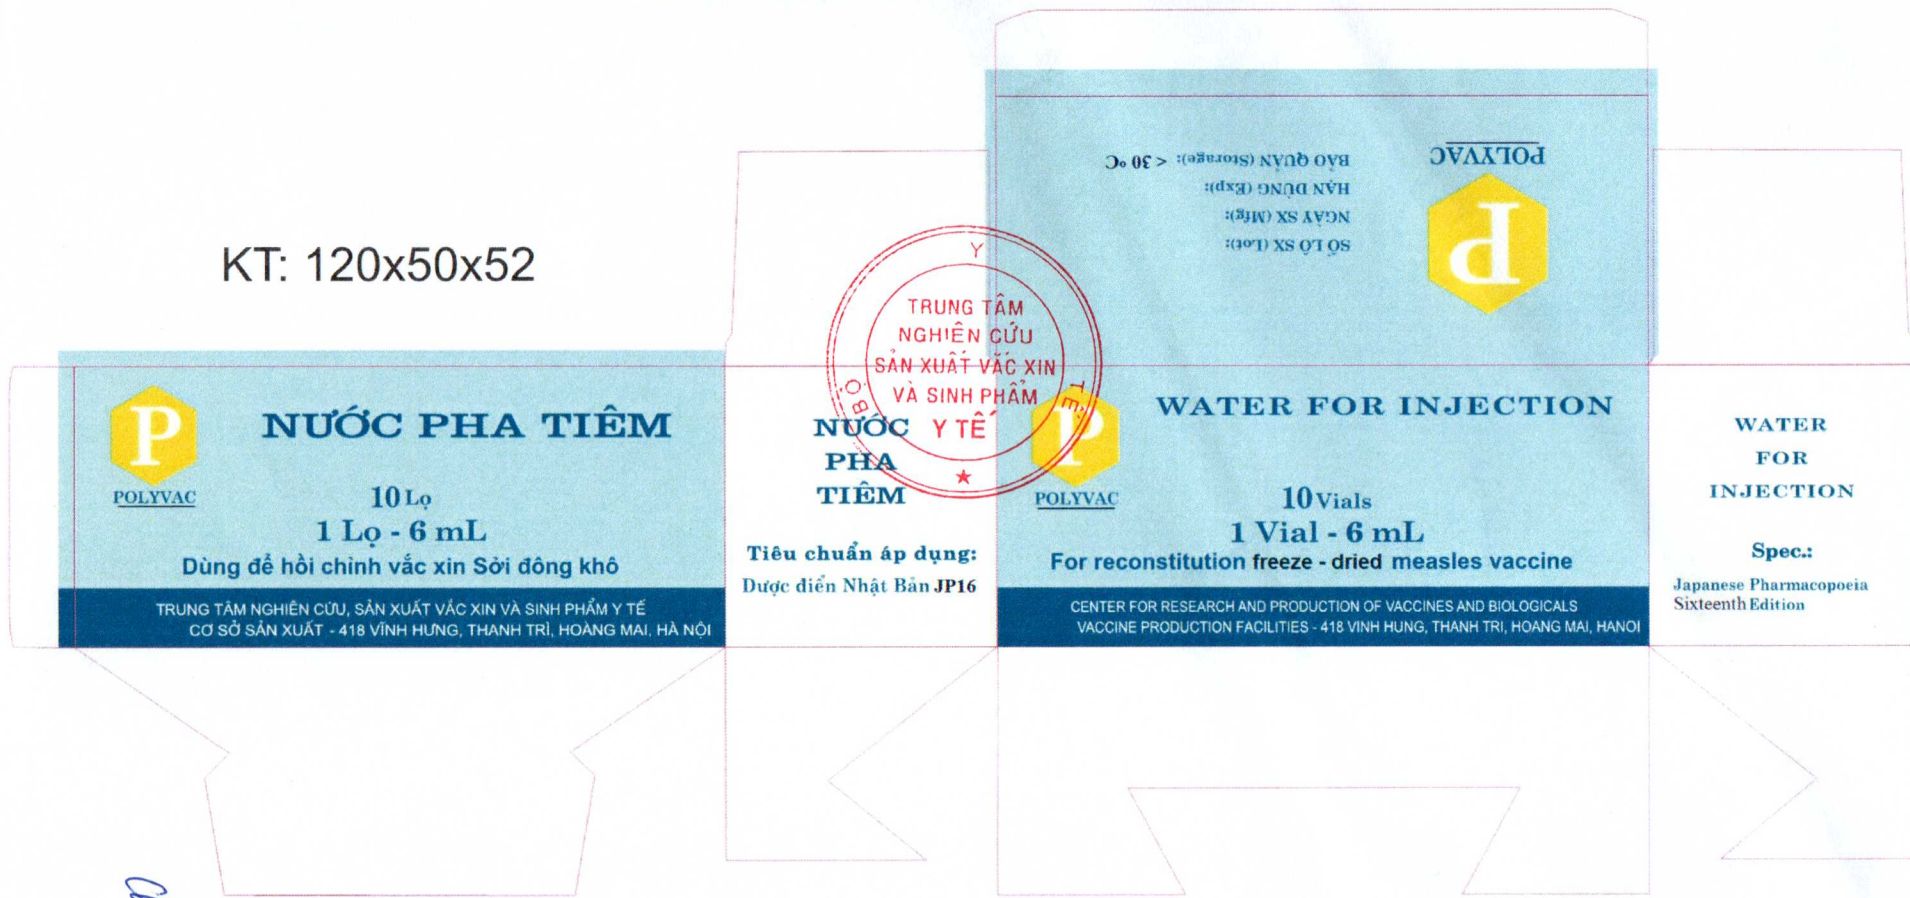 POLYVAC
P
BẢO QUẢN (Storage): < 30 °C
HẠN DÙNG (Exp):
NGÀY SX (Mfg):
SỐ LÔ SX (Lot):
KT: 120x50x52
BỘ Y TẾ
TRUNG TÂM
NGHIÊN CỨU
SẢN XUẤT VẮC XIN
VÀ SINH PHẨM
Y TẾ
P
POLYVAC
NƯỚC PHA TIÊM
10 Lọ
1 Lọ - 6 mL
Dùng để hồi chỉnh vắc xin Sởi đông khô
TRUNG TÂM NGHIÊN CỨU, SẢN XUẤT VẮC XIN VÀ SINH PHẨM Y TẾ
CƠ SỞ SẢN XUẤT - 418 VĨNH HƯNG, THANH TRÌ, HOÀNG MAI, HÀ NỘI
NƯỚC
PHA
TIÊM
Tiêu chuẩn áp dụng:
Dược điển Nhật Bản JP16
P
POLYVAC
WATER FOR INJECTION
10 Vials
1 Vial - 6 mL
For reconstitution freeze - dried measles vaccine
CENTER FOR RESEARCH AND PRODUCTION OF VACCINES AND BIOLOGICALS
VACCINE PRODUCTION FACILITIES - 418 VINH HUNG, THANH TRI, HOANG MAI, HANOI
WATER
FOR
INJECTION
Spec.:
Japanese Pharmacopoeia
Sixteenth Edition